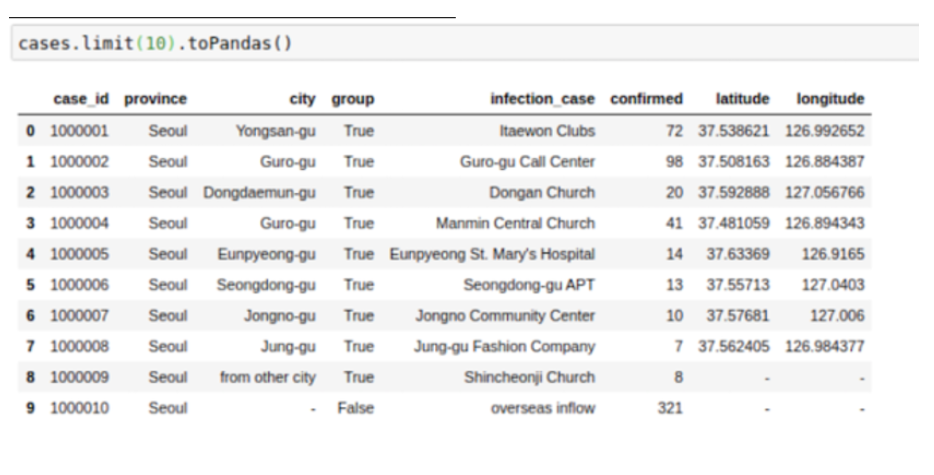 cases.limit(10).toPandas()
case_id province city group infection_case confirmed latitude longitude
0 1000001 Seoul Yongsan-gu True Itaewon Clubs 72 37.538621 126.992652
1 1000002 Seoul Guro-gu True Guro-gu Call Center 98 37.508163 126.884387
2 1000003 Seoul Dongdaemun-gu True Dongan Church 20 37.592888 127.056766
3 1000004 Seoul Guro-gu True Manmin Central Church 41 37.481059 126.894343
4 1000005 Seoul Eunpyeong-gu True Eunpyeong St. Mary's Hospital 14 37.63369 126.9165
5 1000006 Seoul Seongdong-gu True Seongdong-gu APT 13 37.55713 127.0403
6 1000007 Seoul Jongno-gu True Jongno Community Center 10 37.57681 127.006
7 1000008 Seoul Jung-gu True Jung-gu Fashion Company 7 37.562405 126.984377
8 1000009 Seoul from other city True Shincheonji Church 8 - -
9 1000010 Seoul - False overseas inflow 321 - -